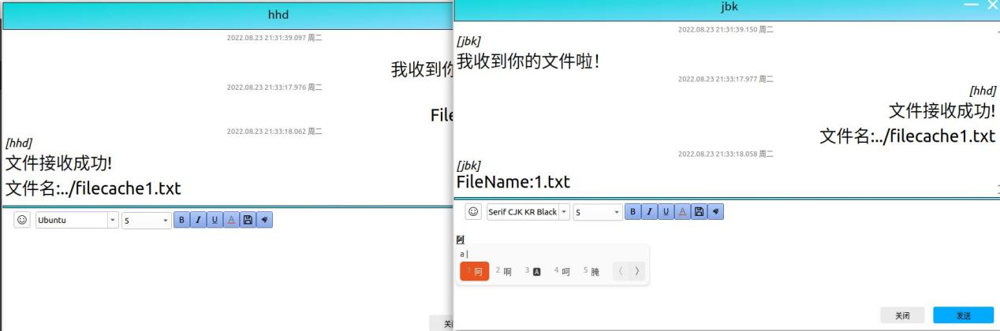 hhd
2022.08.23 21:31:39.097 周二
我收到你
2022.08.23 21:33:17.976 周二
File
2022.08.23 21:33:18.062 周二
[hhd]
文件接收成功!
文件名:../filecache1.txt
Ubuntu
5
B I U A
关闭
jbk
2022.08.23 21:31:39.150 周二
[jbk]
我收到你的文件啦！
2022.08.23 21:33:17.977 周二
[hhd]
文件接收成功!
文件名:../filecache1.txt
2022.08.23 21:33:18.058 周二
[jbk]
FileName:1.txt
Serif CJK KR Black
5
B I U A
阿
a
1 阿 2 啊 3 🅰 4 呵 5 腌
关闭
发送